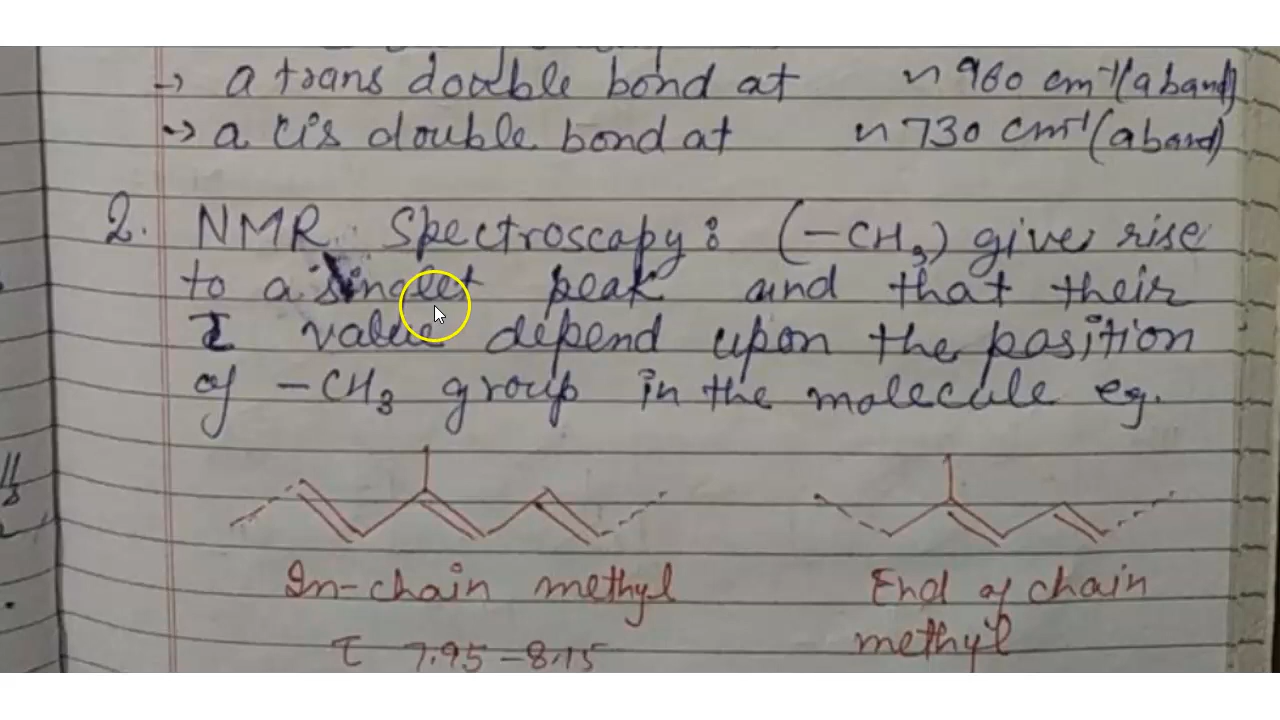 → a trans double bond at ~ 960 cm⁻¹ (a band)
→ a cis double bond at ~ 730 cm⁻¹ (a band)
2. NMR Spectroscopy: (-CH₃) give rise
to a singlet peak and that their
τ value depend upon the position
of -CH₃ group in the molecule eg.
In-chain methyl
τ 7.95 - 8.15
End of chain
methyl